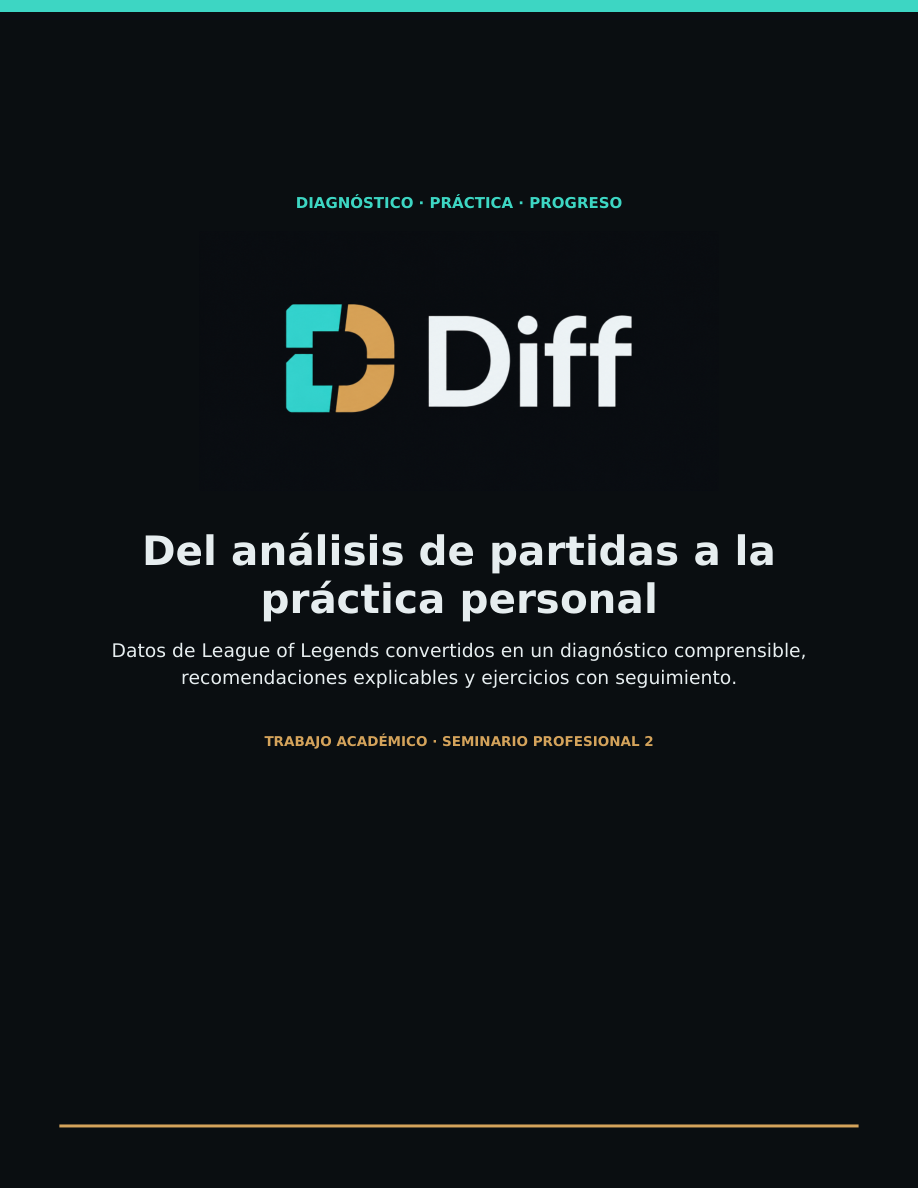 DIAGNÓSTICO · PRÁCTICA · PROGRESO
Diff
Del análisis de partidas a la
práctica personal
Datos de League of Legends convertidos en un diagnóstico comprensible,
recomendaciones explicables y ejercicios con seguimiento.
TRABAJO ACADÉMICO · SEMINARIO PROFESIONAL 2